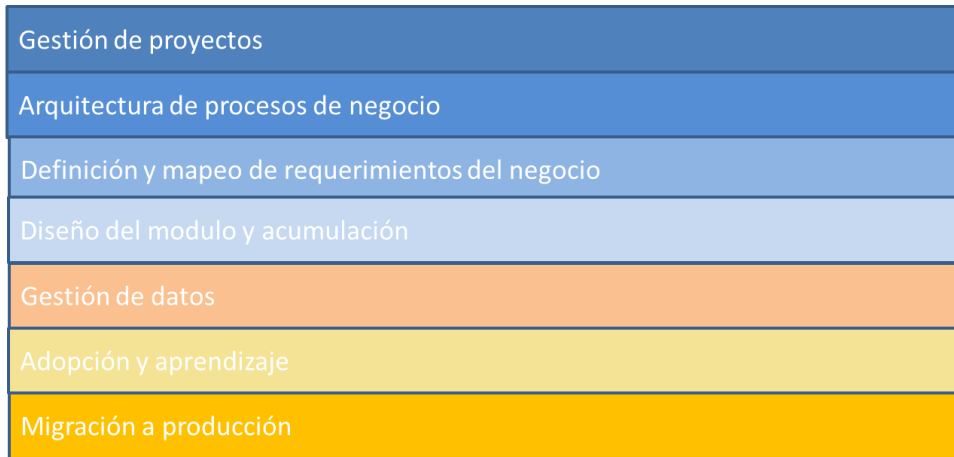 Gestión de proyectos
Arquitectura de procesos de negocio
Definición y mapeo de requerimientos del negocio
Diseño del modulo y acumulación
Gestión de datos
Adopción y aprendizaje
Migración a producción